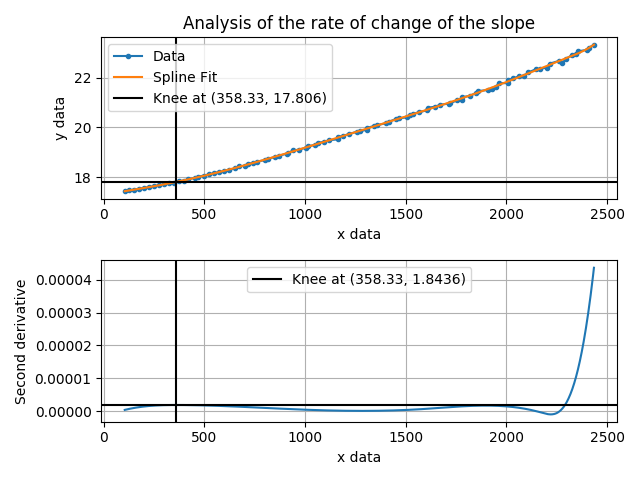 Analysis of the rate of change of the slope
Data
Spline Fit
Knee at (358.33, 17.806)
y data
22
20
18
0 500 1000 1500 2000 2500
x data
Knee at (358.33, 1.8436)
Second derivative
0.00004
0.00003
0.00002
0.00001
0.00000
0 500 1000 1500 2000 2500
x data